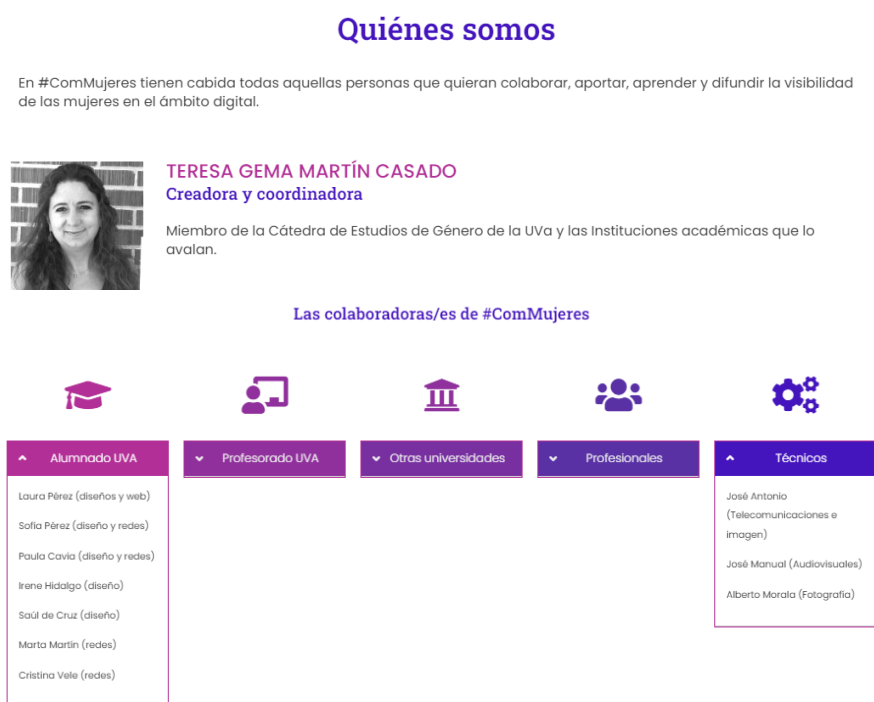 Quiénes somos
En #ComMujeres tienen cabida todas aquellas personas que quieran colaborar, aportar, aprender y difundir la visibilidad
de las mujeres en el ámbito digital.
TERESA GEMA MARTÍN CASADO
Creadora y coordinadora
Miembro de la Cátedra de Estudios de Género de la UVa y las Instituciones académicas que lo
avalan.
Las colaboradoras/es de #ComMujeres
Alumnado UVA
Laura Pérez (diseños y web)
Sofía Pérez (diseño y redes)
Paula Cavia (diseño y redes)
Irene Hidalgo (diseño)
Saúl de Cruz (diseño)
Marta Martín (redes)
Cristina Vele (redes)
Profesorado UVA
Otras universidades
Profesionales
Técnicos
José Antonio
(Telecomunicaciones e
imagen)
José Manual (Audiovisuales)
Alberto Morala (Fotografía)